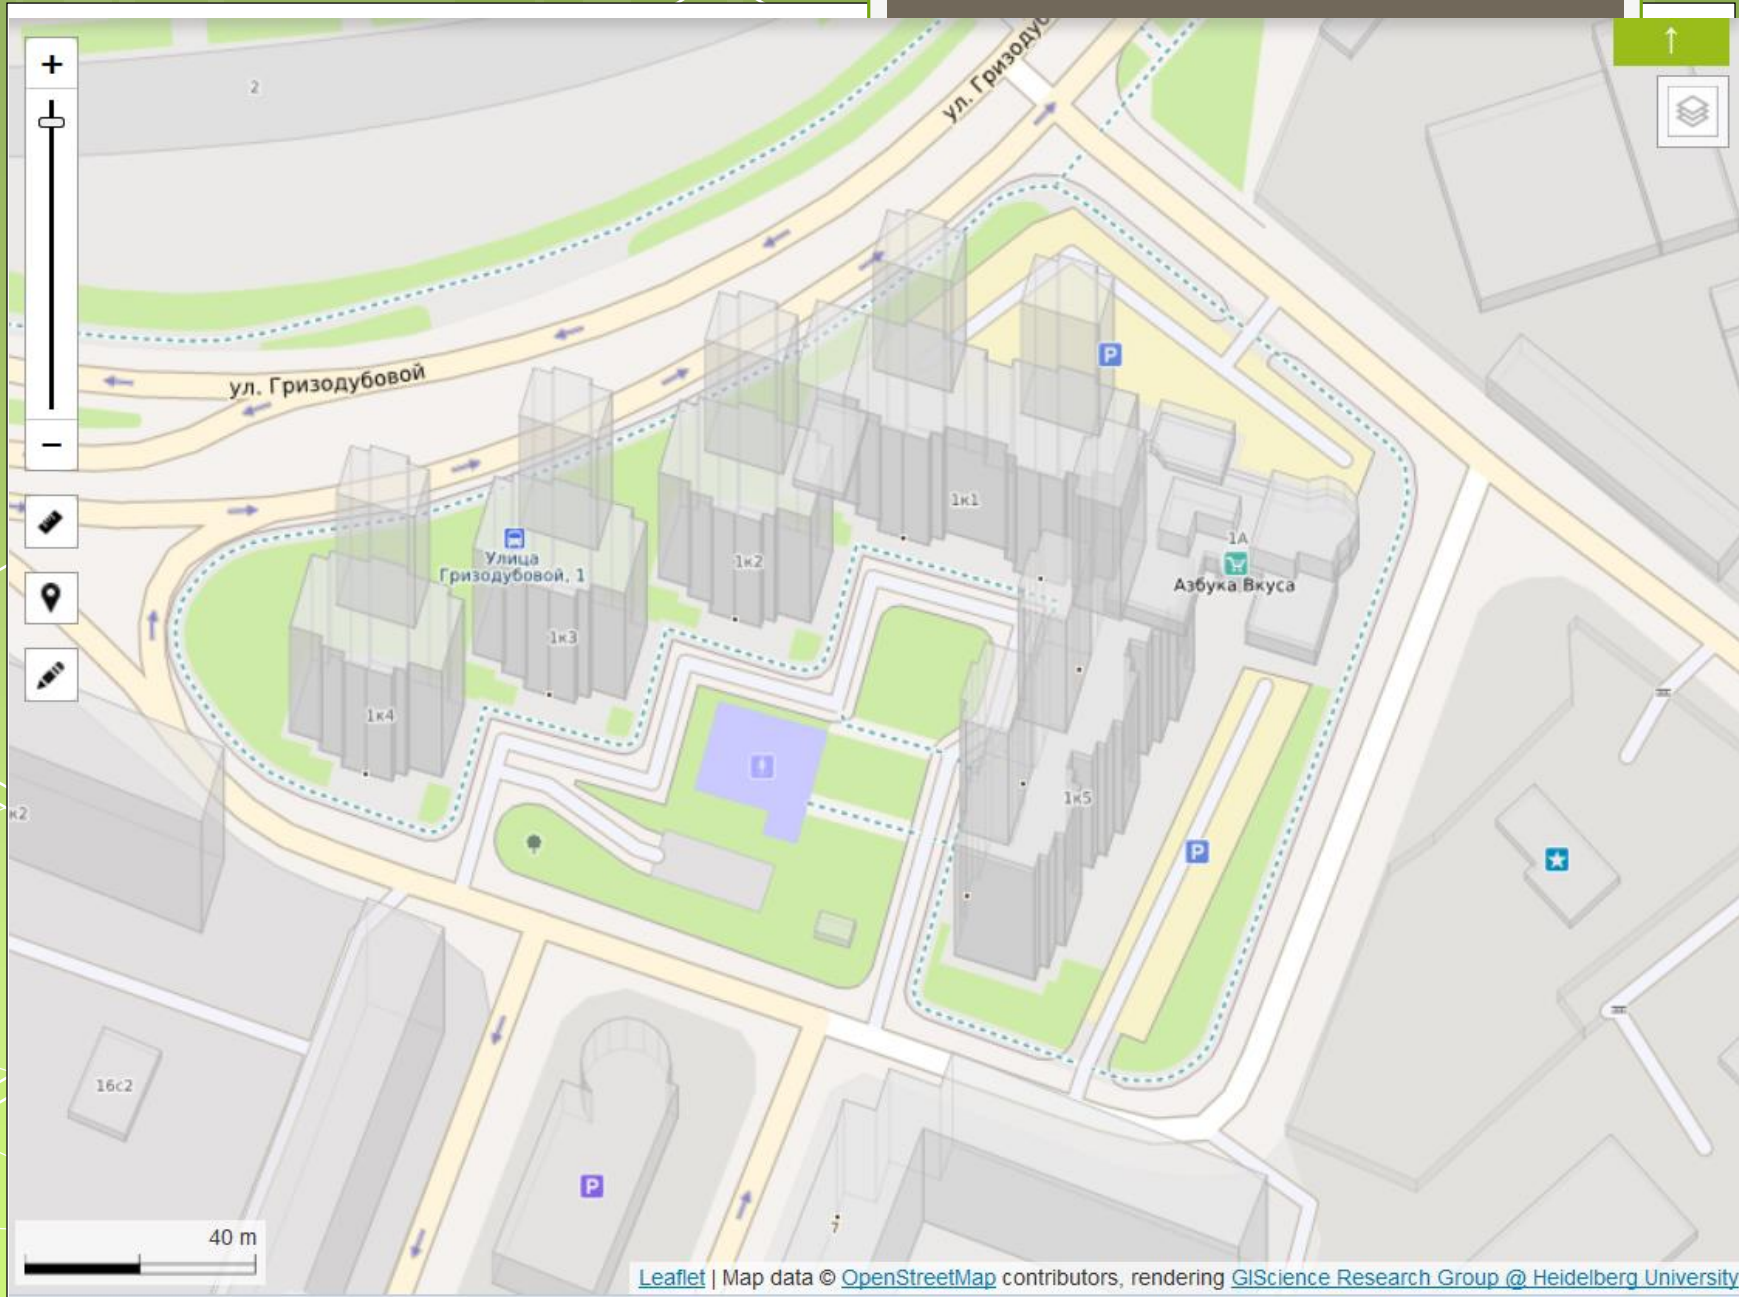 ↑
+
2
ул. Гризодуб
ул. Гризодубовой
−
P
1к1
1А
Азбука Вкуса
Улица
Гризодубовой, 1
1к2
1к3
1к4
к2
1к5
P
16с2
P
7
40 m
Leaflet | Map data © OpenStreetMap contributors, rendering GIScience Research Group @ Heidelberg University